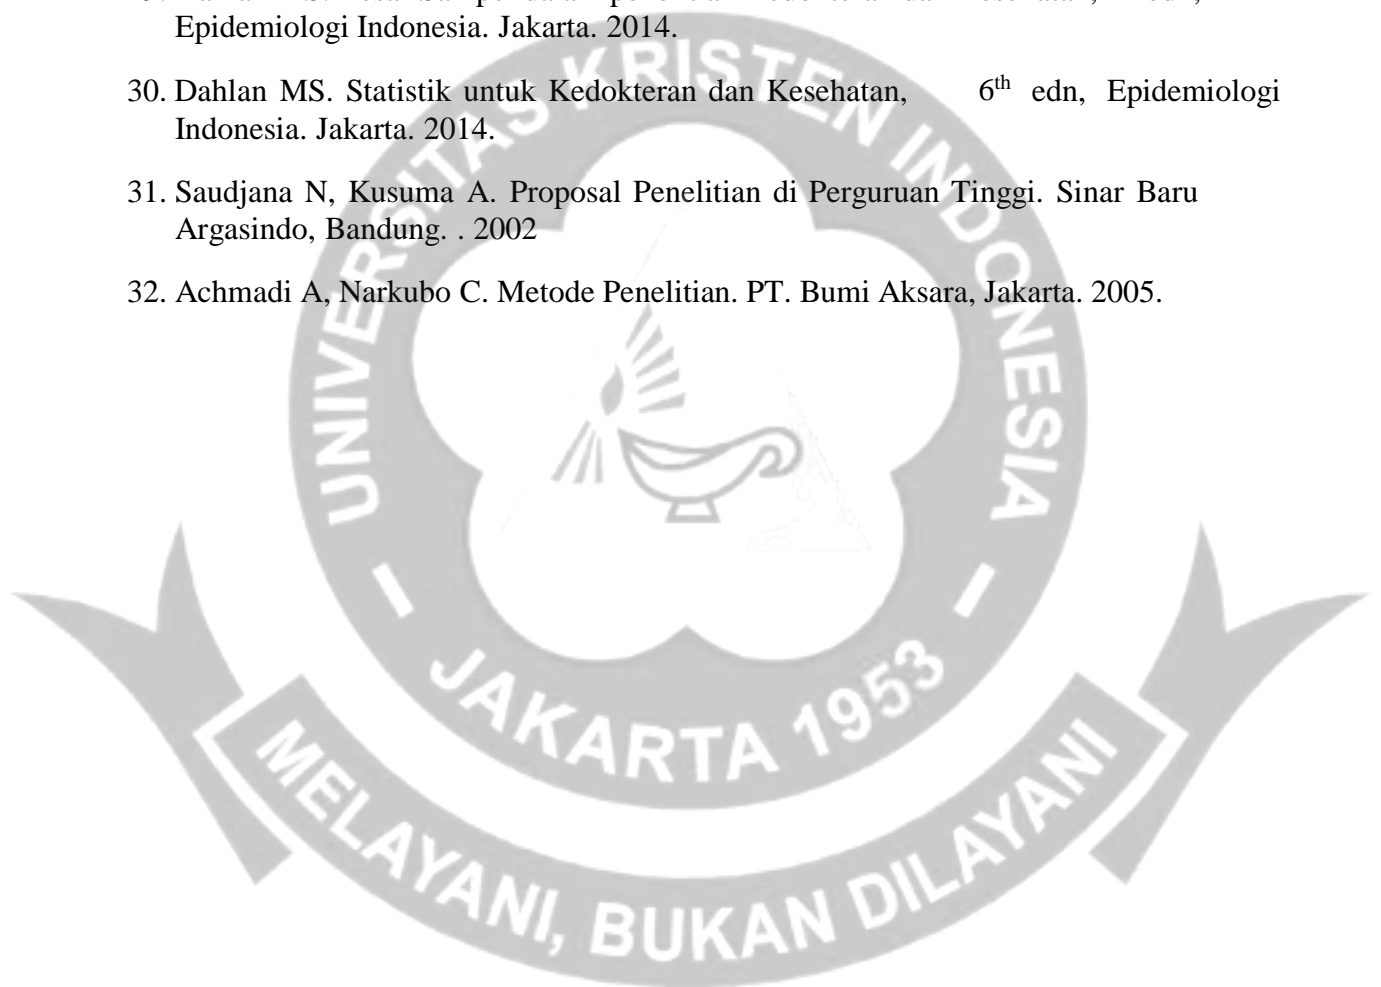 Epidemiologi Indonesia. Jakarta. 2014.
30. Dahlan MS. Statistik untuk Kedokteran dan Kesehatan, 6th edn, Epidemiologi
Indonesia. Jakarta. 2014.
31. Saudjana N, Kusuma A. Proposal Penelitian di Perguruan Tinggi. Sinar Baru
Argasindo, Bandung. . 2002
32. Achmadi A, Narkubo C. Metode Penelitian. PT. Bumi Aksara, Jakarta. 2005.
UNIVERSITAS KRISTEN INDONESIA
JAKARTA 1953
MELAYANI, BUKAN DILAYANI